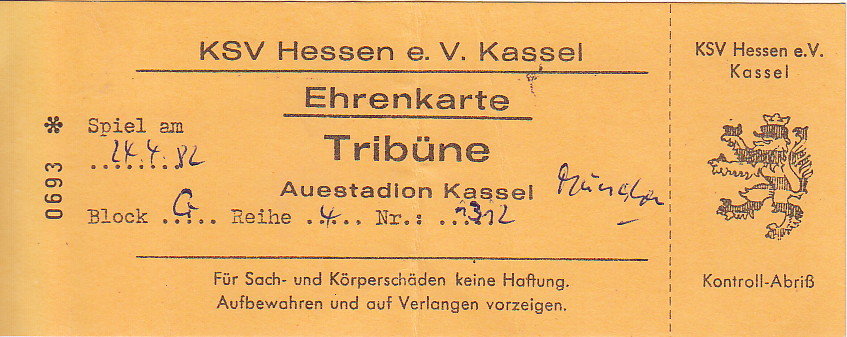 KSV Hessen e. V. Kassel
Ehrenkarte
Tribüne
Auestadion Kassel
München
* Spiel am
24.4.82
Block G Reihe 4 Nr.: 312
0693
Für Sach- und Körperschäden keine Haftung.
Aufbewahren und auf Verlangen vorzeigen.
KSV Hessen e.V.
Kassel
Kontroll-Abriß